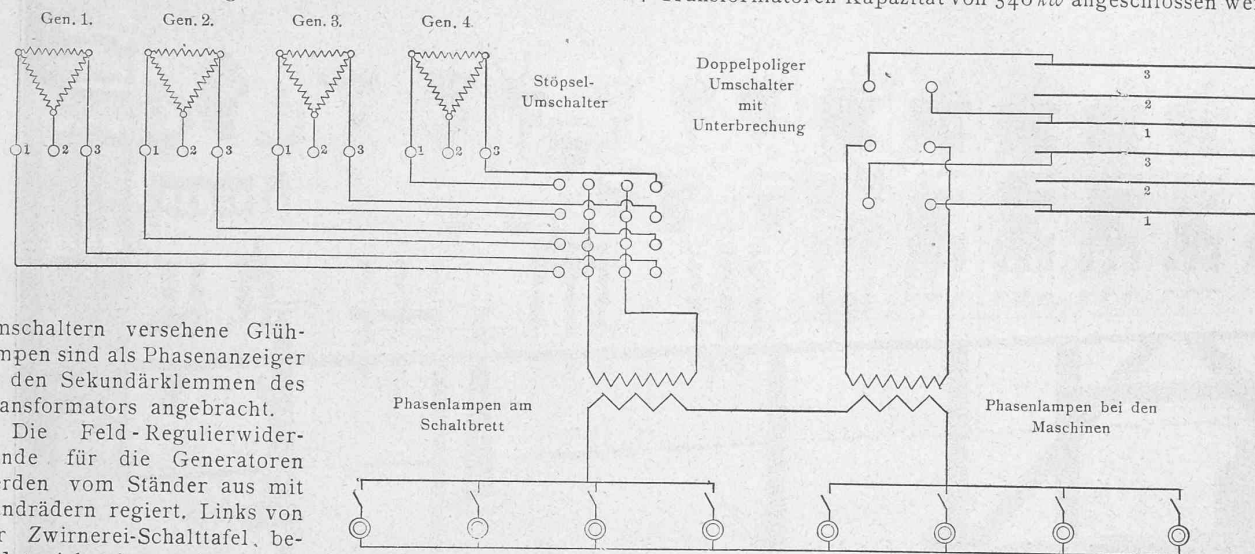 Transformatoren-Kapazität von 540 kw angeschlossen
Gen. 1. Gen. 2. Gen. 3. Gen. 4.
Stöpsel-
Umschalter
Doppelpoliger
Umschalter
mit
Unterbrechung
3
2
1
3
2
1
1 2 3 1 2 3 1 2 3 1 2 3
mschaltern versehene Glüh-
mpen sind als Phasenanzeiger
den Sekundärklemmen des
ansformators angebracht.
Die Feld-Regulierwider-
nde für die Generatoren
erden vom Ständer aus mit
ndrädern regiert. Links von
r Zwirnerei-Schalttafel be-
Phasenlampen am
Schaltbrett
Phasenlampen bei den
Maschinen